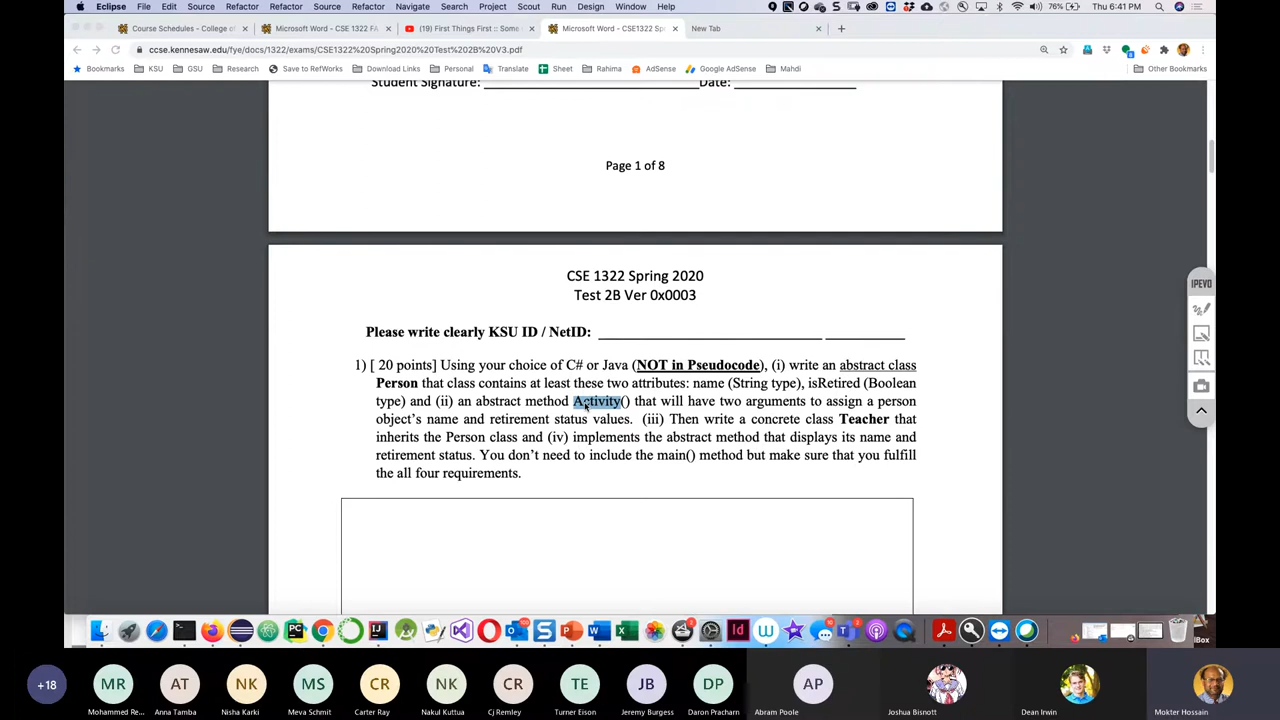 Eclipse File Edit Source Refactor Refactor Navigate Source Refactor Navigate Search Project Scout Run Design Window Help 76% Thu 6:41 PM
Course Schedules - College of Microsoft Word - CSE 1322 FA (19) First Things First :: Some Microsoft Word - CSE1322 Sp New Tab
ccse.kennesaw.edu/fye/docs/1322/exams/CSE1322%20Spring2020%20Test%202B%20V3.pdf
Bookmarks KSU GSU Research Save to RefWorks Download Links Personal Translate Sheet Rahima AdSense Google AdSense Mahdi Other Bookmarks
Student Signature: Date:
Page 1 of 8
CSE 1322 Spring 2020
Test 2B Ver 0x0003
IPEVO
Please write clearly KSU ID / NetID:
1) [ 20 points] Using your choice of C# or Java (NOT in Pseudocode), (i) write an abstract class
Person that class contains at least these two attributes: name (String type), isRetired (Boolean
type) and (ii) an abstract method Activity() that will have two arguments to assign a person
object's name and retirement status values. (iii) Then write a concrete class Teacher that
inherits the Person class and (iv) implements the abstract method that displays its name and
retirement status. You don't need to include the main() method but make sure that you fulfill
the all four requirements.
+18 MR AT NK MS CR NK CR TE JB DP AP
Mohammed Re... Anna Tamba Nisha Karki Meva Schmit Carter Ray Nakul Kuttua Cj Remley Turner Eison Jeremy Burgess Daron Pracharn Abram Poole Joshua Bisnott Dean Irwin Mokter Hossain